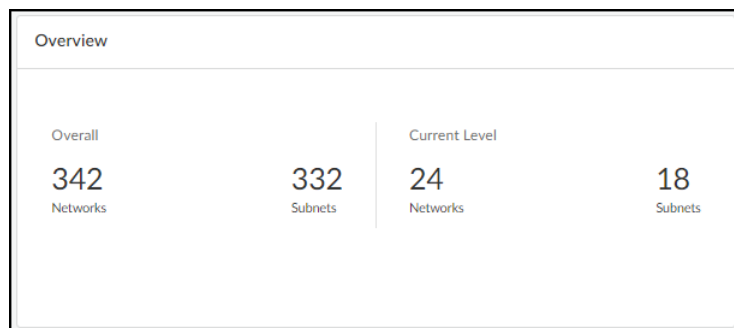 Overview
Overall
342
Networks
332
Subnets
Current Level
24
Networks
18
Subnets